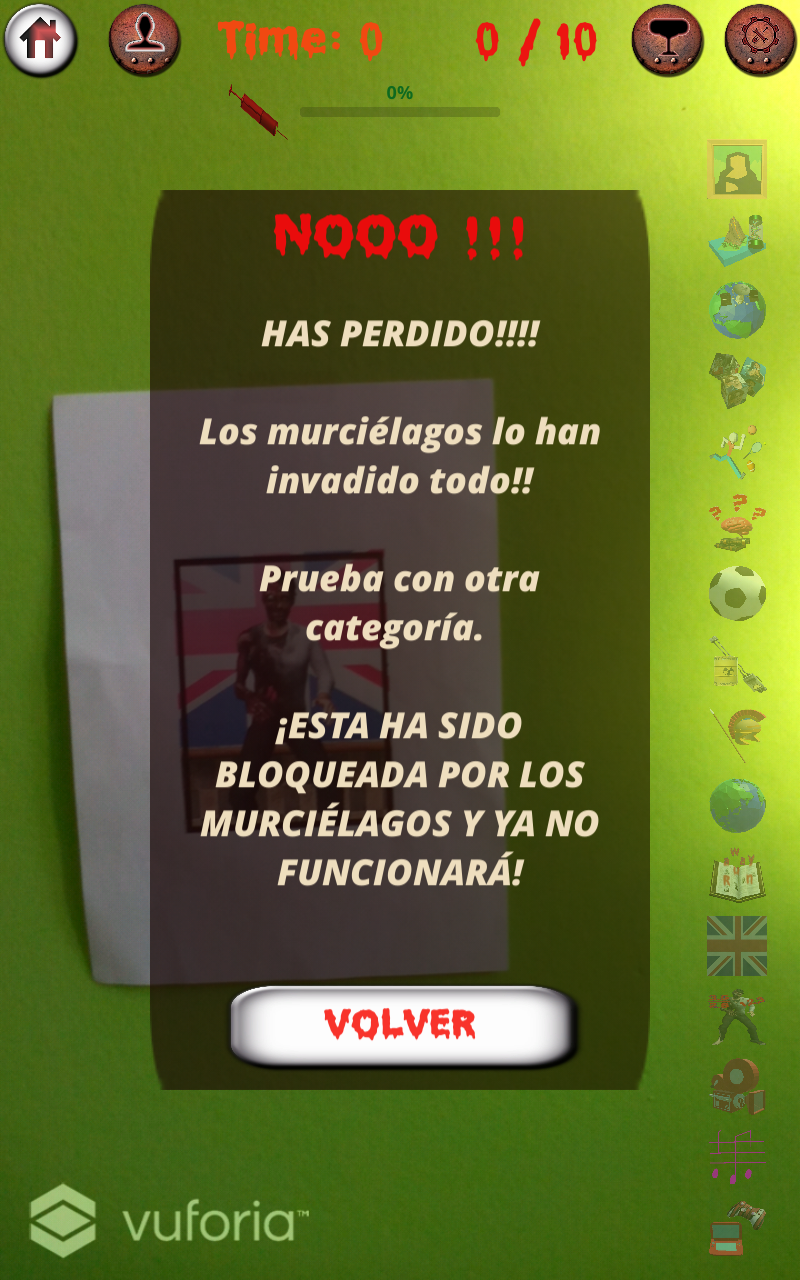 Time: 0
0 / 10
0%
NOOO !!!
HAS PERDIDO!!!!
Los murciélagos lo han
invadido todo!!
Prueba con otra
categoría.
¡ESTA HA SIDO
BLOQUEADA POR LOS
MURCIÉLAGOS Y YA NO
FUNCIONARÁ!
VOLVER
vuforia™